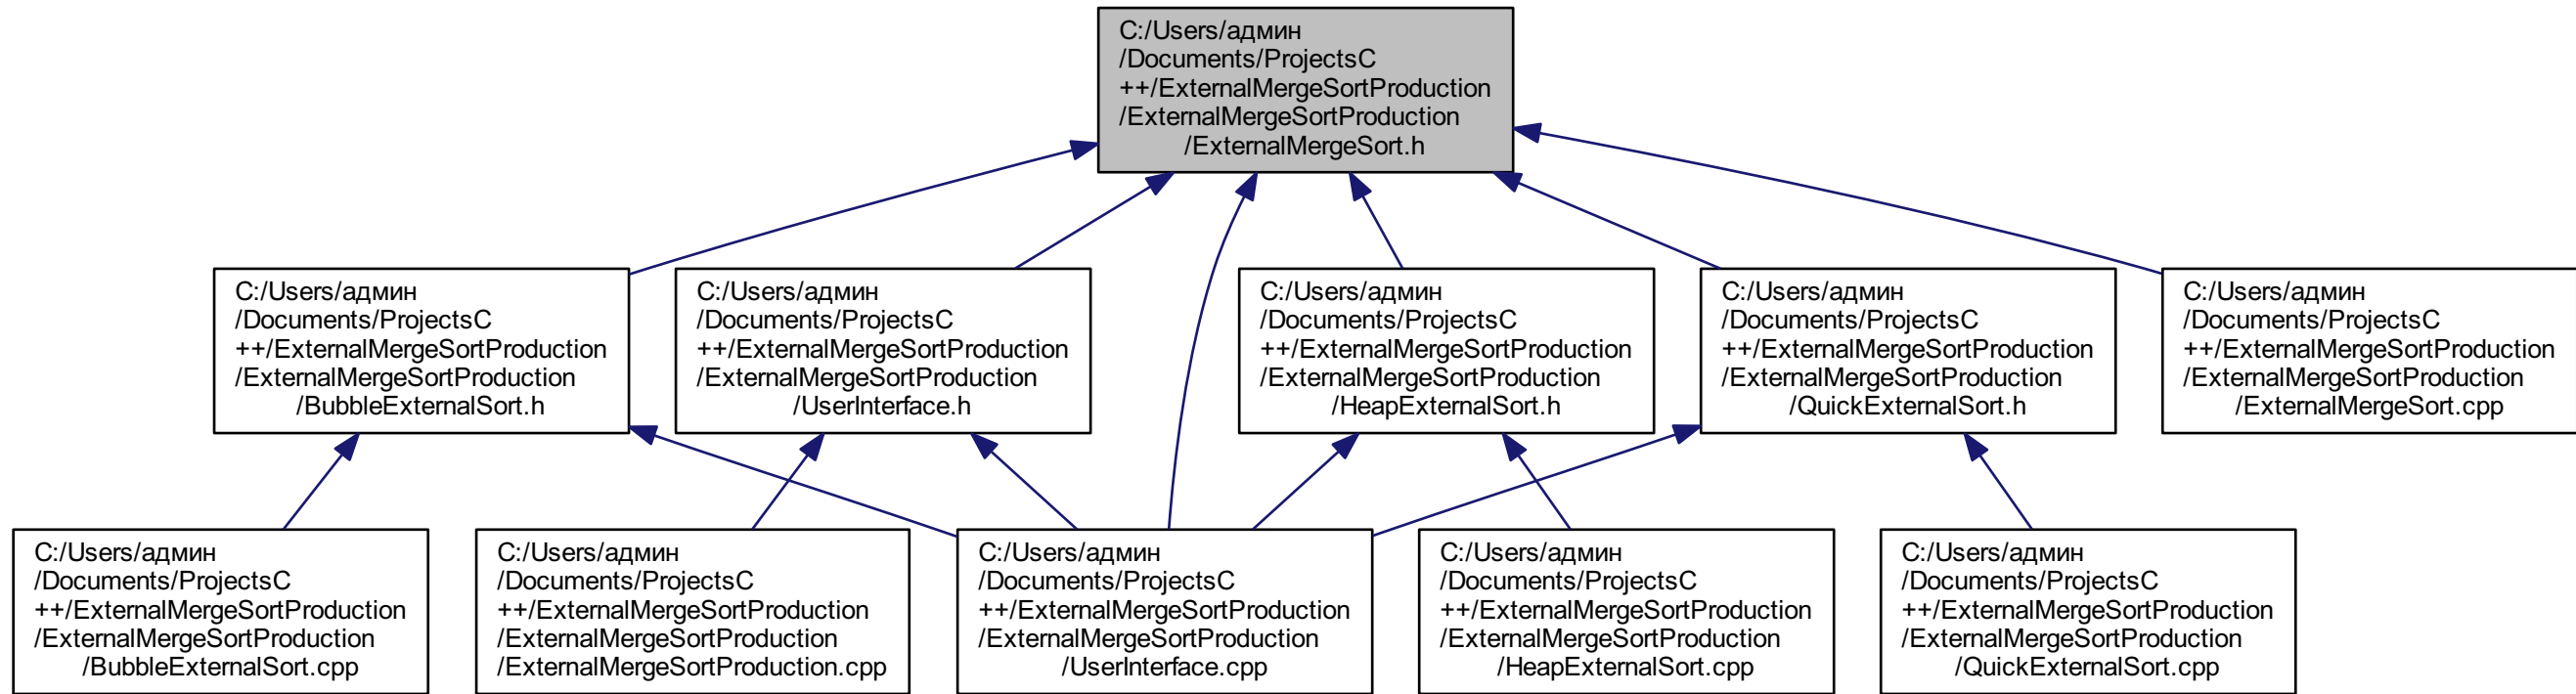 C:/Users/админ
/Documents/ProjectsC
++/ExternalMergeSortProduction
/ExternalMergeSortProduction
/ExternalMergeSort.h
C:/Users/админ
/Documents/ProjectsC
++/ExternalMergeSortProduction
/ExternalMergeSortProduction
/BubbleExternalSort.h
C:/Users/админ
/Documents/ProjectsC
++/ExternalMergeSortProduction
/ExternalMergeSortProduction
/UserInterface.h
C:/Users/админ
/Documents/ProjectsC
++/ExternalMergeSortProduction
/ExternalMergeSortProduction
/HeapExternalSort.h
C:/Users/админ
/Documents/ProjectsC
++/ExternalMergeSortProduction
/ExternalMergeSortProduction
/QuickExternalSort.h
C:/Users/админ
/Documents/ProjectsC
++/ExternalMergeSortProduction
/ExternalMergeSortProduction
/ExternalMergeSort.cpp
C:/Users/админ
/Documents/ProjectsC
++/ExternalMergeSortProduction
/ExternalMergeSortProduction
/BubbleExternalSort.cpp
C:/Users/админ
/Documents/ProjectsC
++/ExternalMergeSortProduction
/ExternalMergeSortProduction
/ExternalMergeSortProduction.cpp
C:/Users/админ
/Documents/ProjectsC
++/ExternalMergeSortProduction
/ExternalMergeSortProduction
/UserInterface.cpp
C:/Users/админ
/Documents/ProjectsC
++/ExternalMergeSortProduction
/ExternalMergeSortProduction
/HeapExternalSort.cpp
C:/Users/админ
/Documents/ProjectsC
++/ExternalMergeSortProduction
/ExternalMergeSortProduction
/QuickExternalSort.cpp